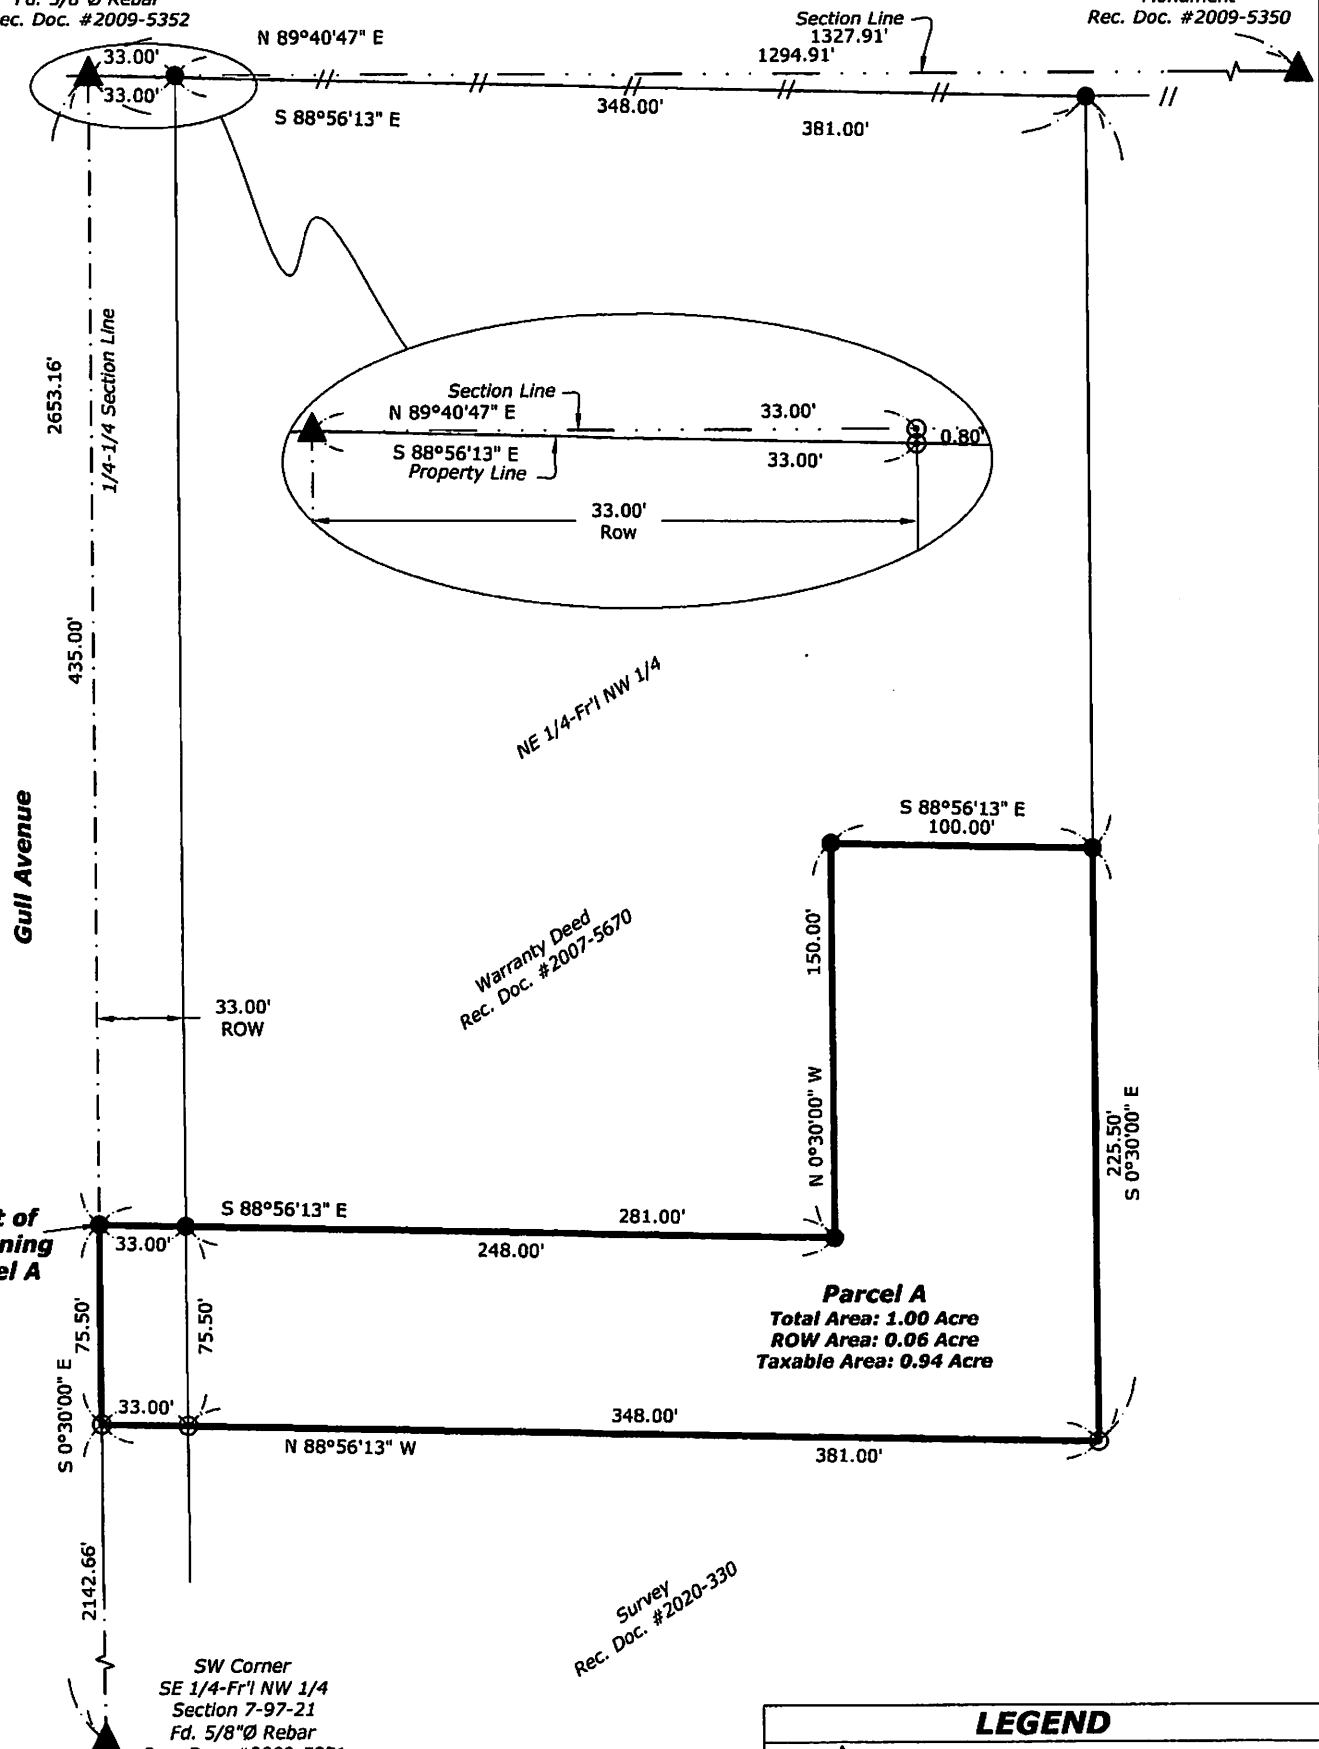 Fd. 5/8"Ø Rebar
Rec. Doc. #2009-5352
Monument
Rec. Doc. #2009-5350
Section Line
1327.91'
1294.91'
N 89°40'47" E
33.00'
33.00'
S 88°56'13" E
348.00'
381.00'
2653.16'
1/4-1/4 Section Line
Section Line
N 89°40'47" E
33.00'
0.80'
S 88°56'13" E
33.00'
Property Line
33.00'
Row
435.00'
NE 1/4-Fr'l NW 1/4
Gull Avenue
S 88°56'13" E
100.00'
150.00'
N 0°30'00" W
Warranty Deed
Rec. Doc. #2007-5670
33.00'
ROW
225.50'
S 0°30'00" E
t of
ning
el A
S 88°56'13" E
281.00'
33.00'
248.00'
75.50'
75.50'
S 0°30'00" E
Parcel A
Total Area: 1.00 Acre
ROW Area: 0.06 Acre
Taxable Area: 0.94 Acre
33.00'
348.00'
N 88°56'13" W
381.00'
2142.66'
Survey
Rec. Doc. #2020-330
SW Corner
SE 1/4-Fr'l NW 1/4
Section 7-97-21
Fd. 5/8"Ø Rebar
LEGEND